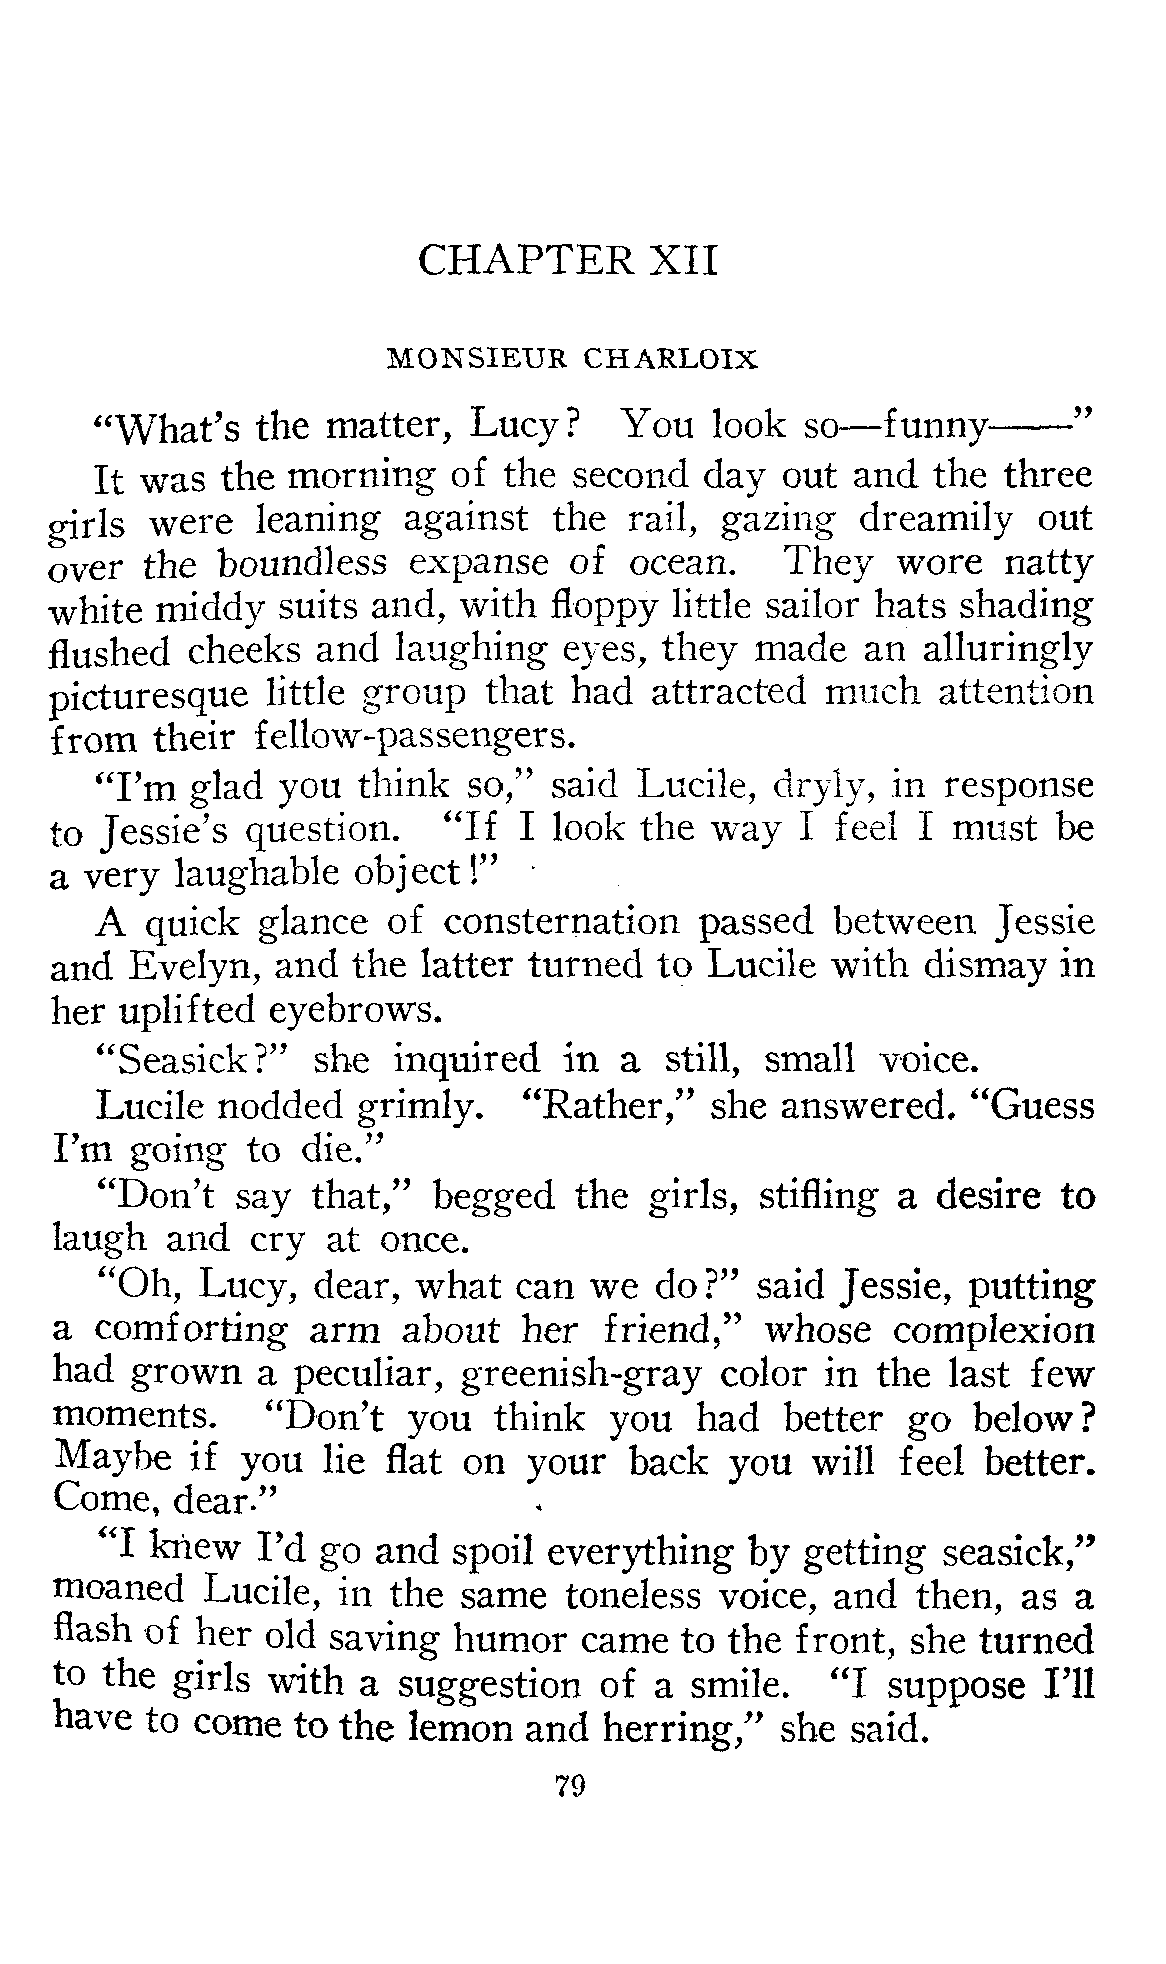 CHAPTER XII
MONSIEUR CHARLOIX
“What’s the matter, Lucy? You look so—funny——”
It was the morning of the second day out and the three
girls were leaning against the rail, gazing dreamily out
over the boundless expanse of ocean. They wore natty
white middy suits and, with floppy little sailor hats shading
flushed cheeks and laughing eyes, they made an alluringly
picturesque little group that had attracted much attention
from their fellow-passengers.
“I’m glad you think so,” said Lucile, dryly, in response
to Jessie’s question. “If I look the way I feel I must be
a very laughable object!”
A quick glance of consternation passed between Jessie
and Evelyn, and the latter turned to Lucile with dismay in
her uplifted eyebrows.
“Seasick?” she inquired in a still, small voice.
Lucile nodded grimly. “Rather,” she answered. “Guess
I’m going to die.”
“Don’t say that,” begged the girls, stifling a desire to
laugh and cry at once.
“Oh, Lucy, dear, what can we do?” said Jessie, putting
a comforting arm about her friend,” whose complexion
had grown a peculiar, greenish-gray color in the last few
moments. “Don’t you think you had better go below?
Maybe if you lie flat on your back you will feel better.
Come, dear.”
“I knew I’d go and spoil everything by getting seasick,”
moaned Lucile, in the same toneless voice, and then, as a
flash of her old saving humor came to the front, she turned
to the girls with a suggestion of a smile. “I suppose I’ll
have to come to the lemon and herring,” she said.
79